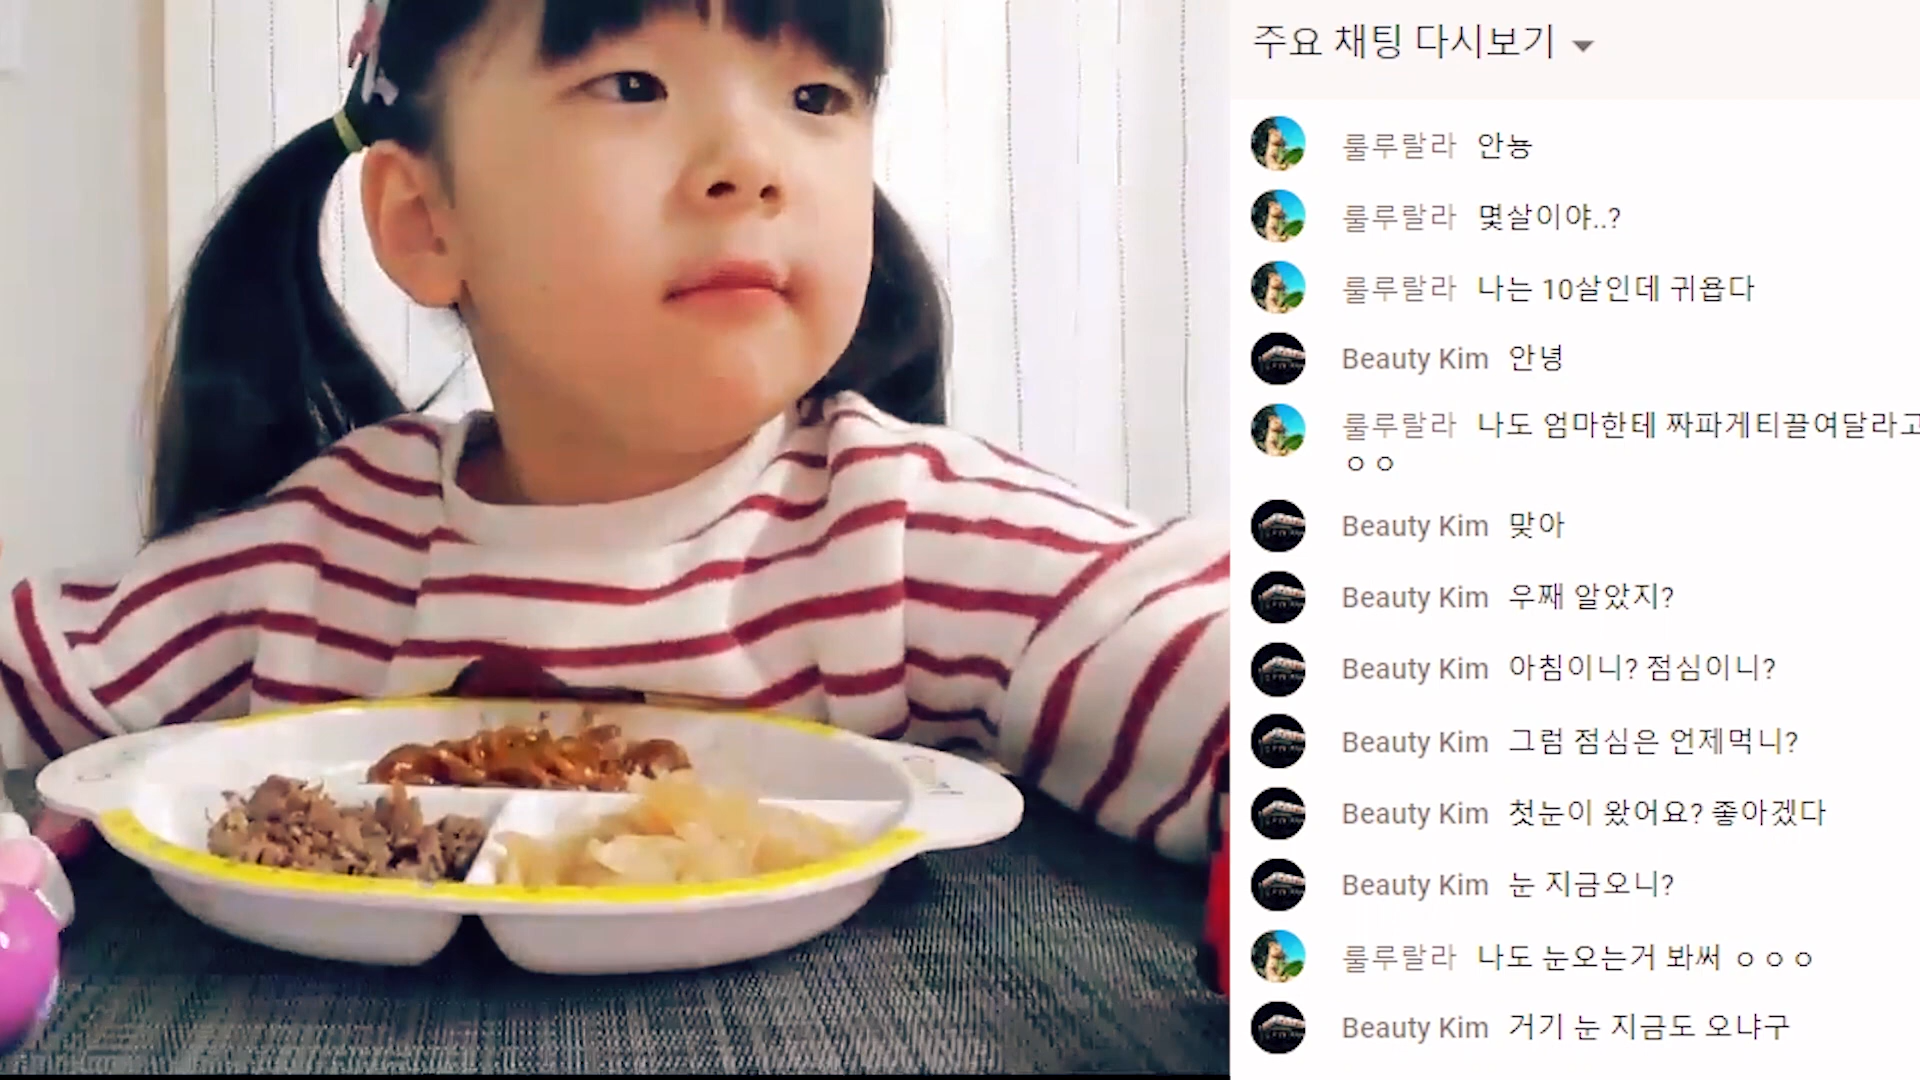 주요 채팅 다시보기
룰루랄라 안뇽
룰루랄라 몇살이야..?
룰루랄라 나는 10살인데 귀욥다
Beauty Kim 안녕
룰루랄라 나도 엄마한테 짜파게티끌여달라고
ㅇㅇ
Beauty Kim 맞아
Beauty Kim 우째 알았지?
Beauty Kim 아침이니? 점심이니?
Beauty Kim 그럼 점심은 언제먹니?
Beauty Kim 첫눈이 왔어요? 좋아겠다
Beauty Kim 눈 지금오니?
룰루랄라 나도 눈오는거 봐써 ㅇㅇㅇ
Beauty Kim 거기 눈 지금도 오냐구